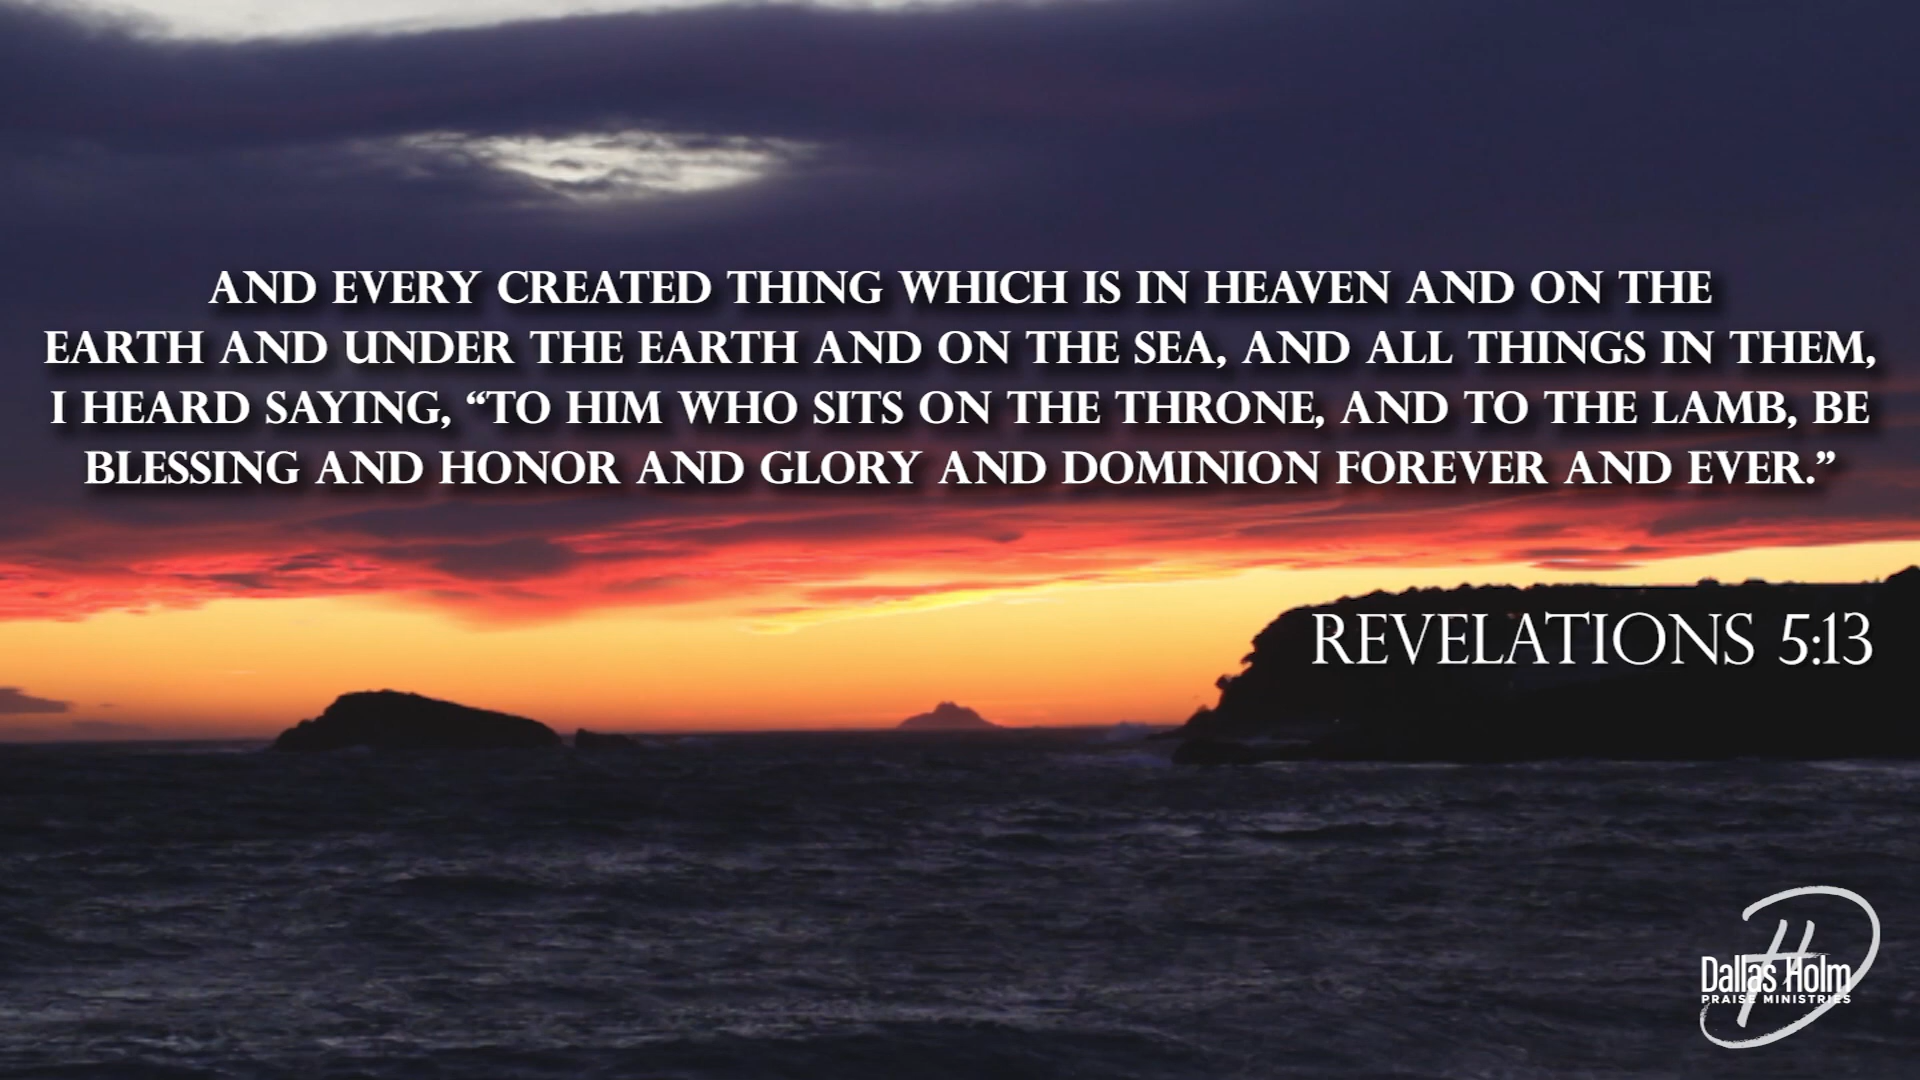 AND EVERY CREATED THING WHICH IS IN HEAVEN AND ON THE
EARTH AND UNDER THE EARTH AND ON THE SEA, AND ALL THINGS IN THEM,
I HEARD SAYING, “TO HIM WHO SITS ON THE THRONE, AND TO THE LAMB, BE
BLESSING AND HONOR AND GLORY AND DOMINION FOREVER AND EVER.”
REVELATIONS 5:13
DH
Dallas Holm
PRAISE MINISTRIES